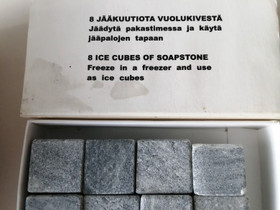 8 JÄÄKUUTIOTA VUOLUKIVESTÄ
Jäädytä pakastimessa ja käytä
jääpalojen tapaan
8 ICE CUBES OF SOAPSTONE
Freeze in a freezer and use
as ice cubes